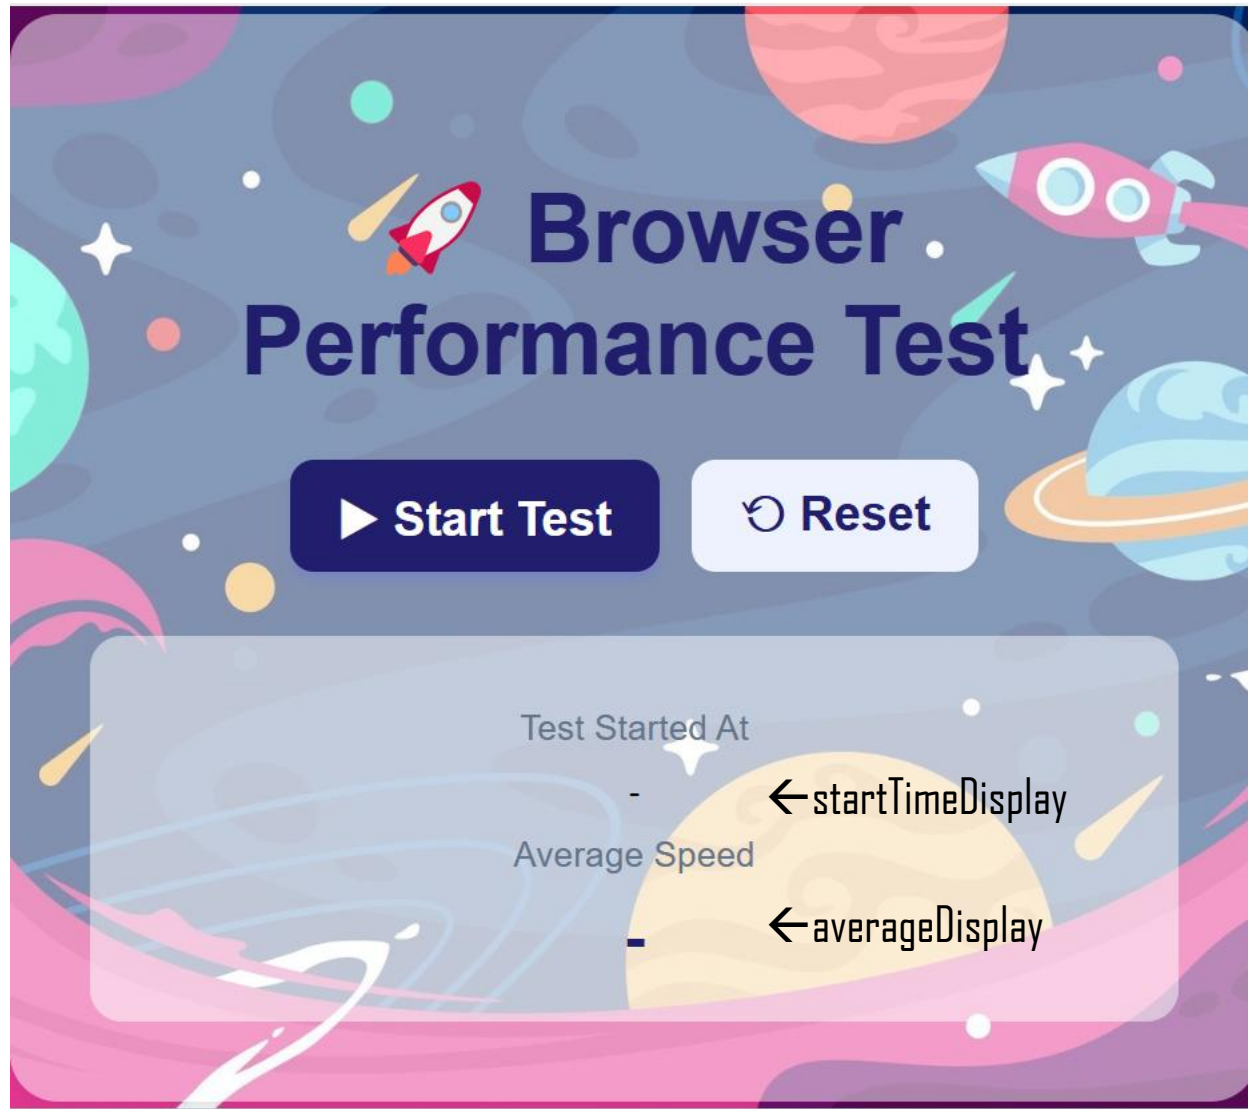 🚀 Browser
Performance Test
▶ Start Test
⟲ Reset
Test Started At
- ←startTimeDisplay
Average Speed
- ←averageDisplay